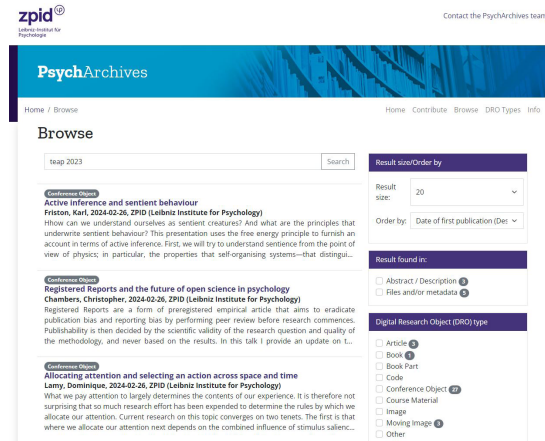 zpid
Leibniz-Institut für
Psychologie
Contact the PsychArchives team
PsychArchives
Home / Browse
Home Contribute Browse DRO Types Info
Browse
teap 2023
Search
Conference Object
Active inference and sentient behaviour
Friston, Karl, 2024-02-26, ZPID (Leibniz Institute for Psychology)
Hhow can we understand ourselves as sentient creatures? And what are the principles that
underwrite sentient behaviour? This presentation uses the free energy principle to furnish an
account in terms of active inference. First, we will try to understand sentience from the point of
view of physics; in particular, the properties that self-organising systems—that distingui...
Conference Object
Registered Reports and the future of open science in psychology
Chambers, Christopher, 2024-02-26, ZPID (Leibniz Institute for Psychology)
Registered Reports are a form of preregistered empirical article that aims to eradicate
publication bias and reporting bias by performing peer review before research commences.
Publishability is then decided by the scientific validity of the research question and quality of
the methodology, and never based on the results. In this talk I provide an update on t...
Conference Object
Allocating attention and selecting an action across space and time
Lamy, Dominique, 2024-02-26, ZPID (Leibniz Institute for Psychology)
What we pay attention to largely determines the contents of our experience. It is therefore not
surprising that so much research effort has been expended to determine the rules by which we
allocate our attention. Current research on this topic converges on two tenets. The first is that
where we allocate our attention next depends on the combined influence of stimulus salienc...
Result size/Order by
Result
size:
20
Order by:
Date of first publication (Des
Result found in:
Abstract / Description 3
Files and/or metadata 5
Digital Research Object (DRO) type
Article 3
Book 1
Book Part
Code
Conference Object 27
Course Material
Image
Moving Image 3
Other